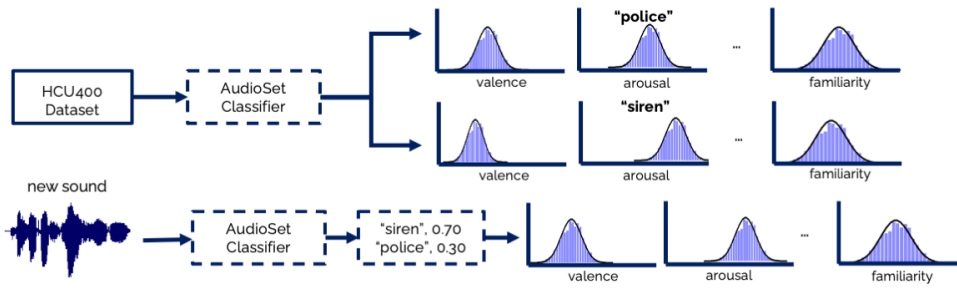 "police"
...
valence
arousal
familiarity
HCU400
Dataset
AudioSet
Classifier
"siren"
...
valence
arousal
familiarity
new sound
AudioSet
Classifier
"siren", 0.70
"police", 0.30
...
valence
arousal
familiarity